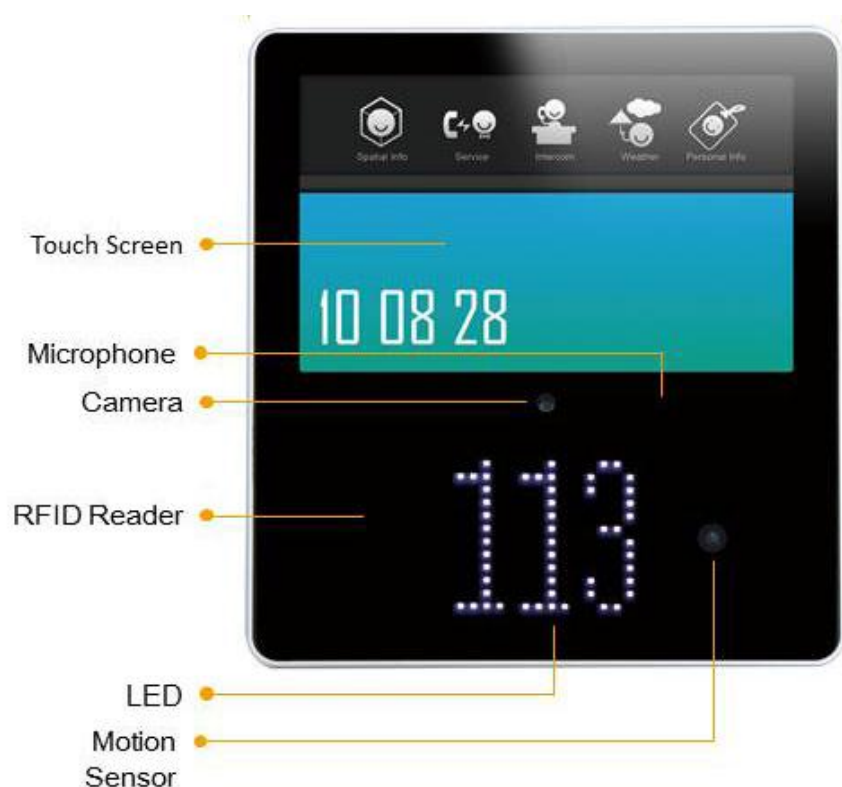 Spatial Info Service Intercom Weather Personal Info
Touch Screen
10 08 28
Microphone
Camera
113
RFID Reader
LED
Motion
Sensor